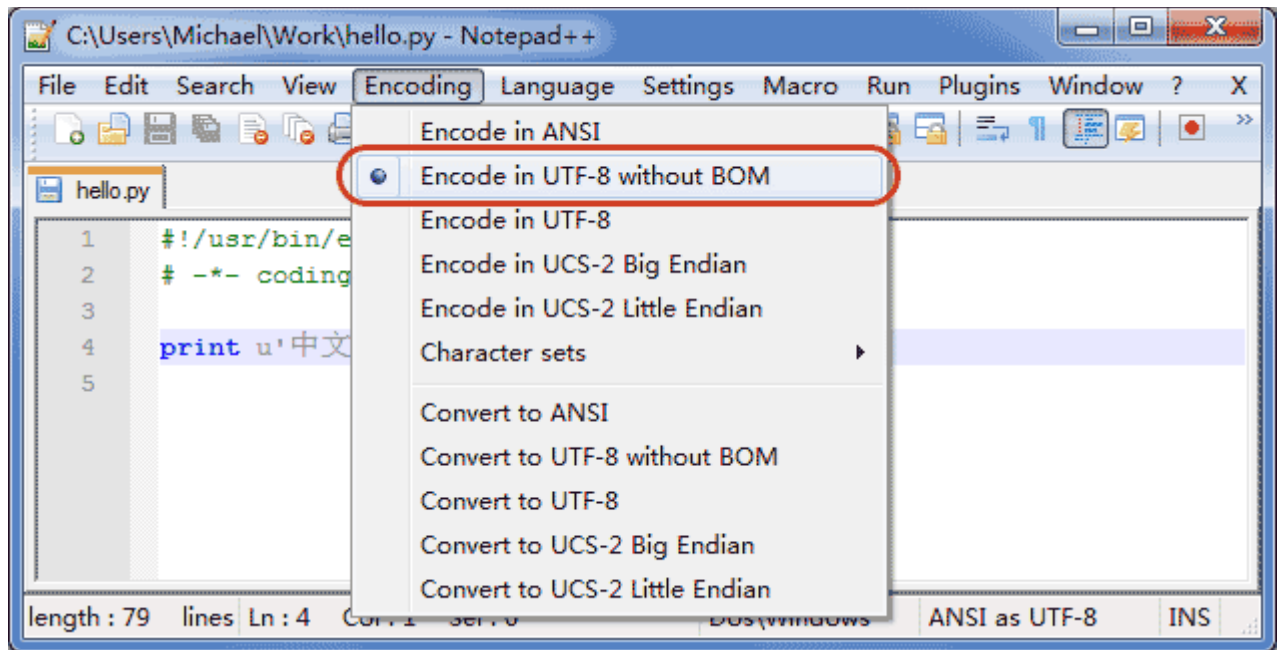 C:\Users\Michael\Work\hello.py - Notepad++
File Edit Search View Encoding Language Settings Macro Run Plugins Window ? X
Encode in ANSI
Encode in UTF-8 without BOM
hello.py
Encode in UTF-8
1 #!/usr/bin/e
Encode in UCS-2 Big Endian
2 # -*- coding
Encode in UCS-2 Little Endian
3
Character sets
4 print u'中文
5
Convert to ANSI
Convert to UTF-8 without BOM
Convert to UTF-8
Convert to UCS-2 Big Endian
Convert to UCS-2 Little Endian
length : 79 lines Ln : 4 ANSI as UTF-8 INS